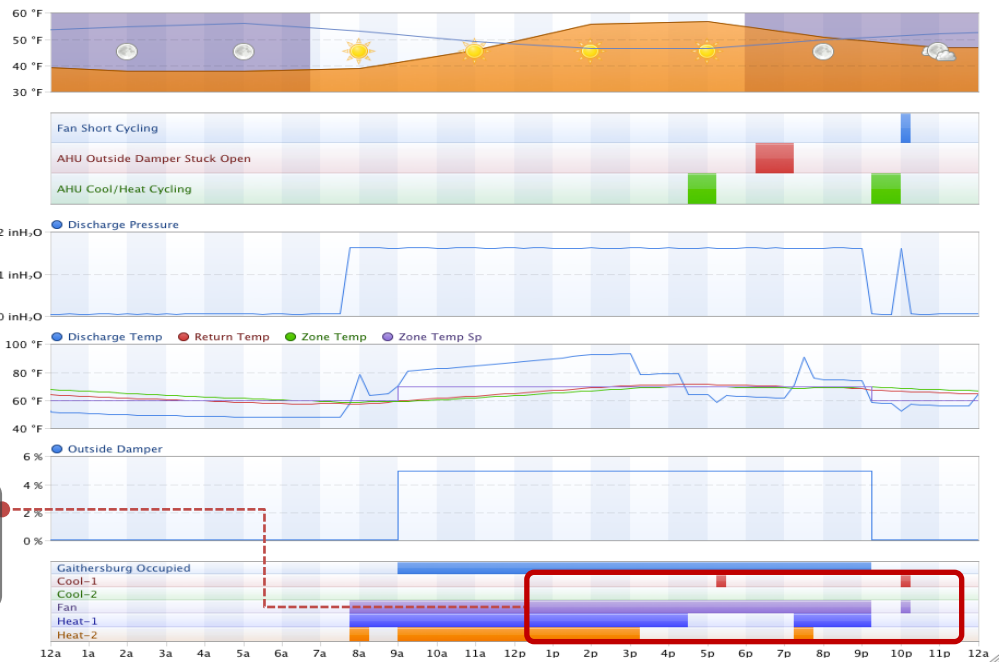 60 °F
50 °F
40 °F
30 °F
Fan Short Cycling
AHU Outside Damper Stuck Open
AHU Cool/Heat Cycling
Discharge Pressure
2 inH₂O
1 inH₂O
0 inH₂O
Discharge Temp Return Temp Zone Temp Zone Temp Sp
100 °F
80 °F
60 °F
40 °F
Outside Damper
6 %
4 %
2 %
0 %
Gaithersburg Occupied
Cool-1
Cool-2
Fan
Heat-1
Heat-2
12a 1a 2a 3a 4a 5a 6a 7a 8a 9a 10a 11a 12p 1p 2p 3p 4p 5p 6p 7p 8p 9p 10p 11p 12a